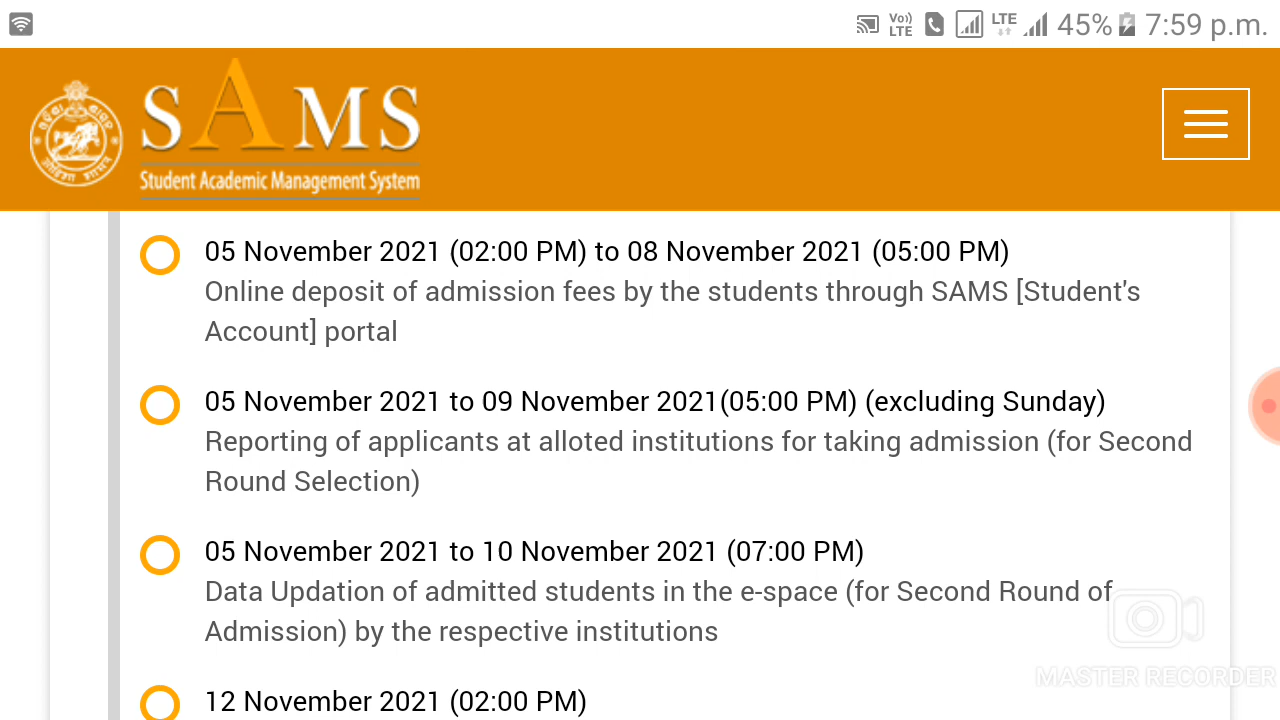 Vo)) LTE LTE 45% 7:59 p.m.
SAMS
Student Academic Management System
05 November 2021 (02:00 PM) to 08 November 2021 (05:00 PM)
Online deposit of admission fees by the students through SAMS [Student's
Account] portal
05 November 2021 to 09 November 2021(05:00 PM) (excluding Sunday)
Reporting of applicants at alloted institutions for taking admission (for Second
Round Selection)
05 November 2021 to 10 November 2021 (07:00 PM)
Data Updation of admitted students in the e-space (for Second Round of
Admission) by the respective institutions
MASTER RECORDER
12 November 2021 (02:00 PM)